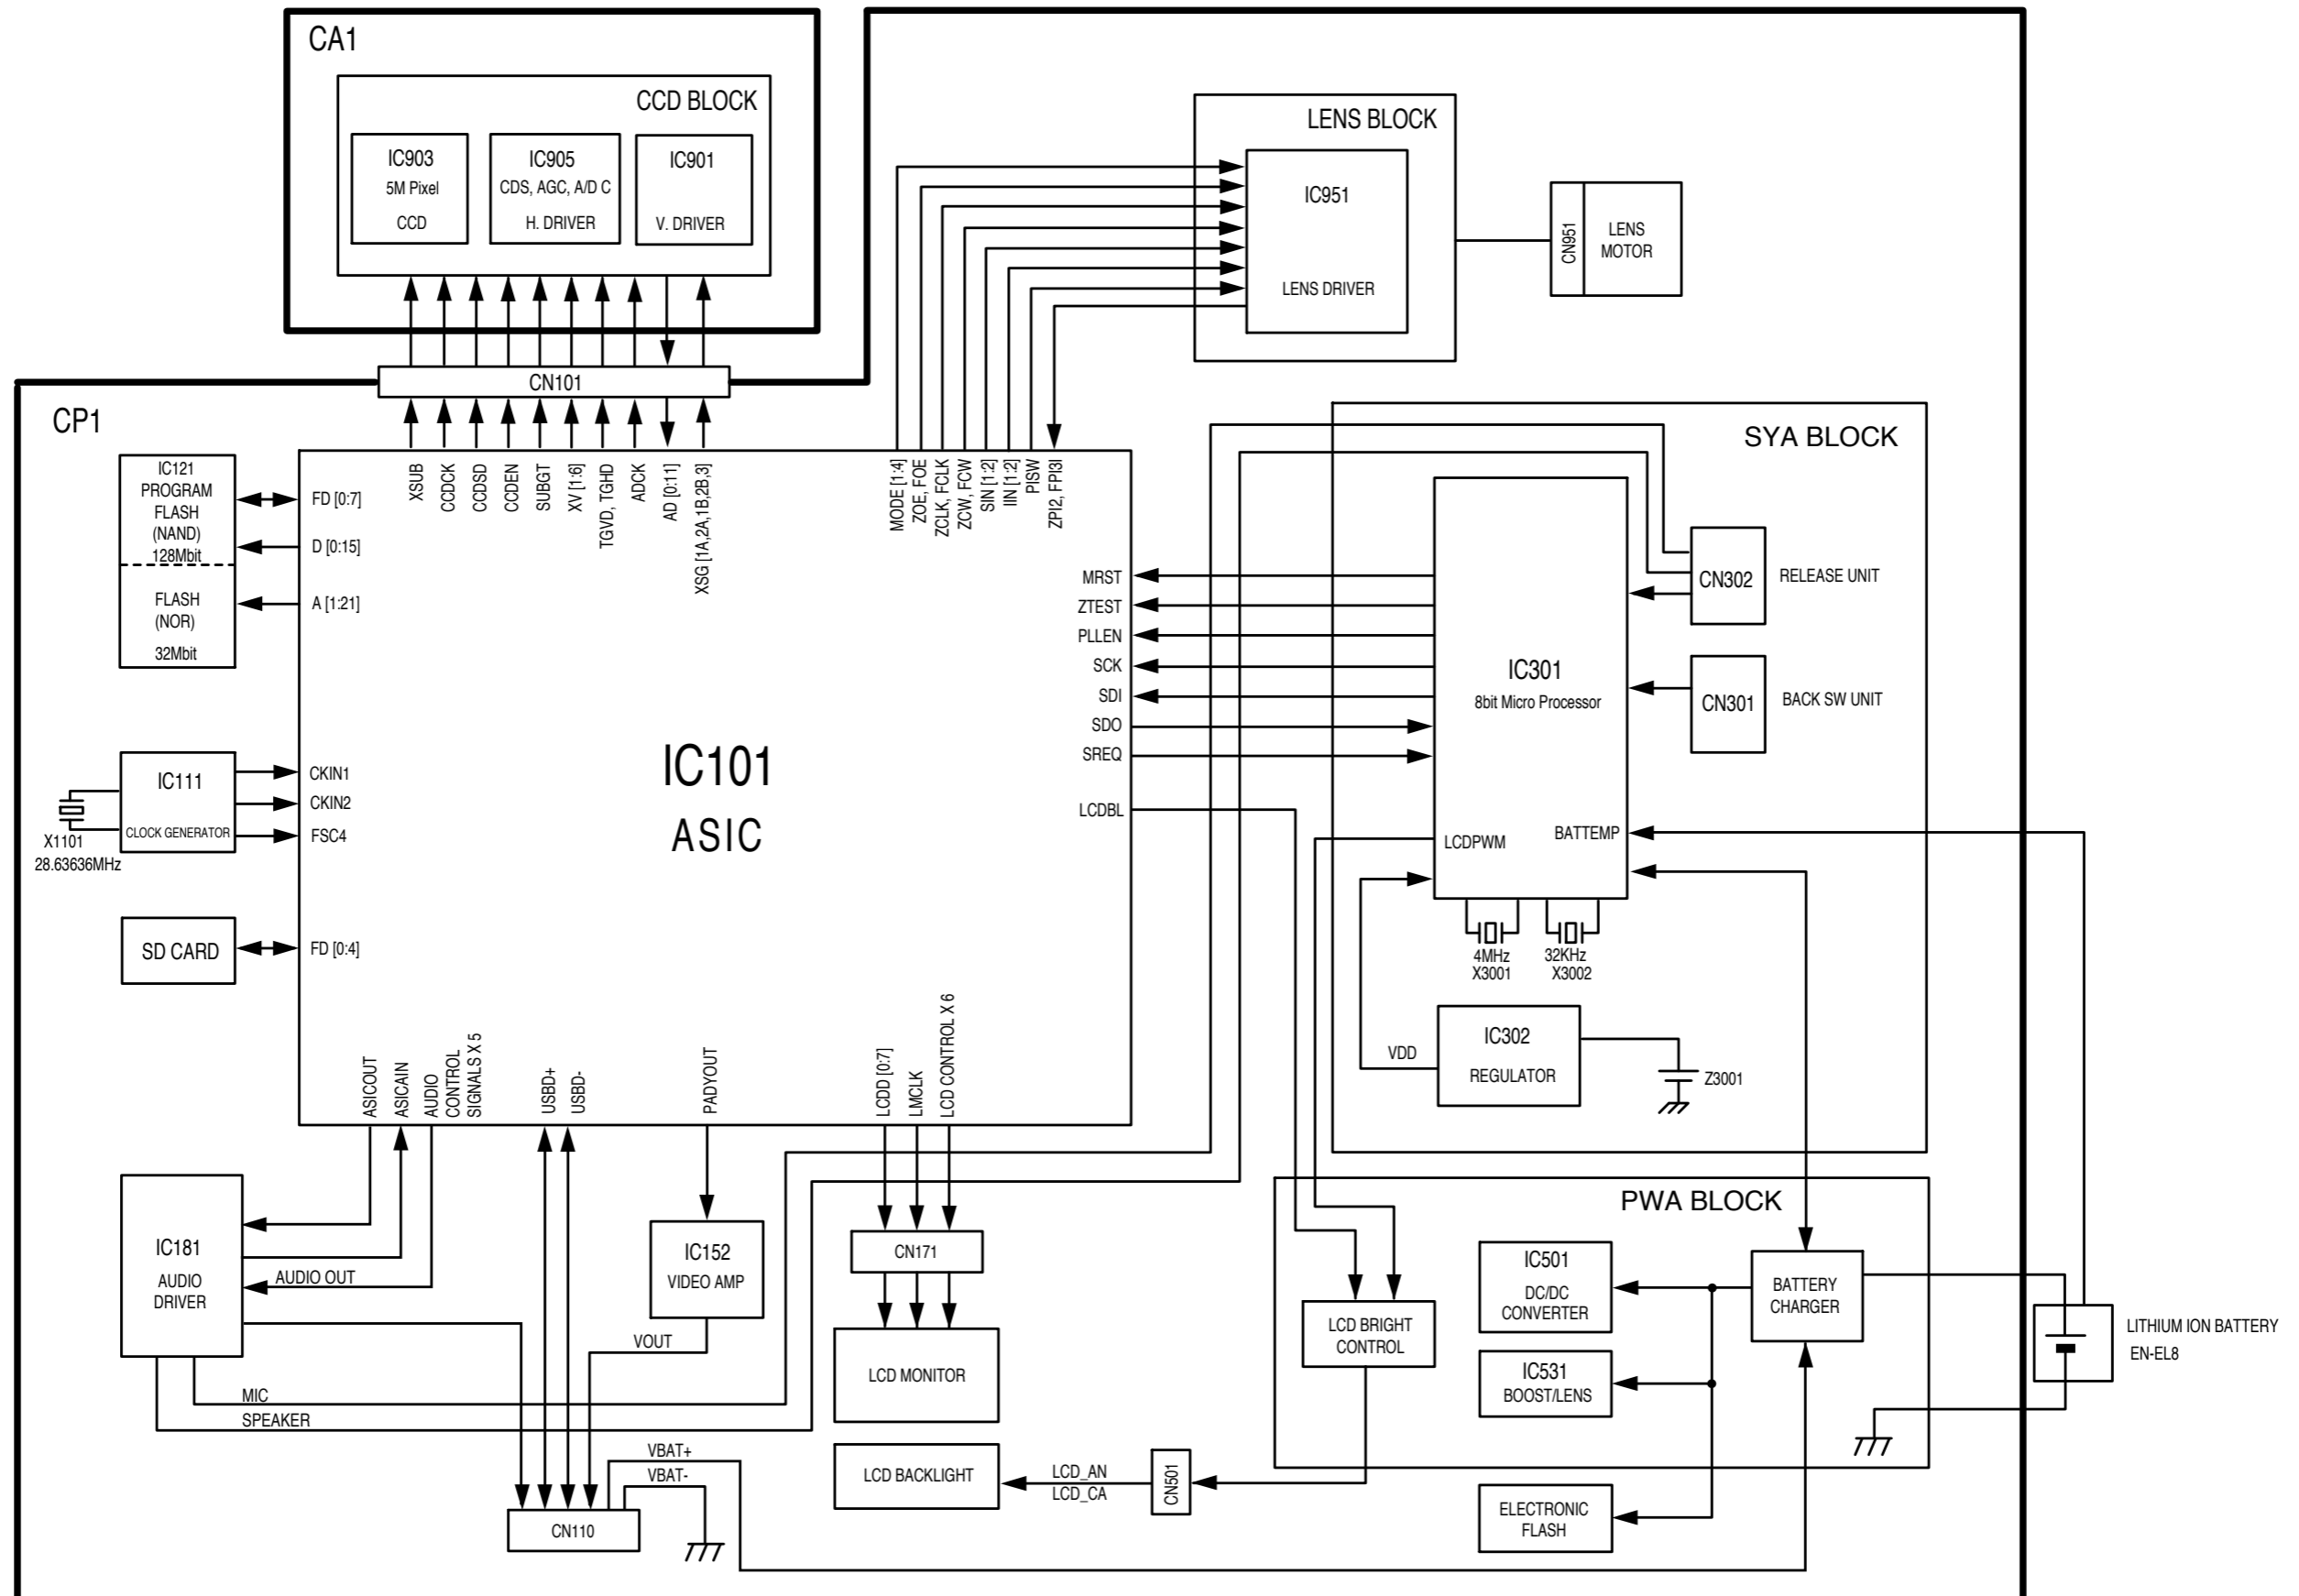 CA1
CCD BLOCK
IC903
5M Pixel
CCD
IC905
CDS, AGC, A/D C
H. DRIVER
IC901
V. DRIVER
CN101
LENS BLOCK
IC951
LENS DRIVER
CN951
LENS
MOTOR
CP1
IC121
PROGRAM
FLASH
(NAND)
128Mbit
FLASH
(NOR)
32Mbit
FD [0:7]
D [0:15]
A [1:21]
XSUB
CCDCK
CCDSD
CCDEN
SUBGT
XV [1:6]
TGVD, TGHD
ADCK
AD [0:11]
XSG [1A,2A,1B,2B,3]
MODE [1:4]
ZOE, FOE
ZCLK, FCLK
ZCW, FCW
SIN [1:2]
IIN [1:2]
PISW
ZPI2, FPI3I
SYA BLOCK
MRST
ZTEST
PLLEN
SCK
SDI
SDO
SREQ
LCDBL
IC301
8bit Micro Processor
LCDPWM
BATTEMP
CN302
RELEASE UNIT
CN301
BACK SW UNIT
IC101
ASIC
IC111
CLOCK GENERATOR
CKIN1
CKIN2
FSC4
X1101
28.63636MHz
SD CARD
FD [0:4]
4MHz
X3001
32KHz
X3002
IC302
REGULATOR
VDD
Z3001
ASICOUT
ASICAIN
AUDIO
CONTROL
SIGNALS X 5
USBD+
USBD-
PADYOUT
LCDD [0:7]
LMCLK
LCD CONTROL X 6
IC181
AUDIO
DRIVER
AUDIO OUT
IC152
VIDEO AMP
VOUT
CN171
LCD MONITOR
MIC
SPEAKER
VBAT+
VBAT-
CN110
LCD BACKLIGHT
LCD_AN
LCD_CA
CN501
PWA BLOCK
LCD BRIGHT
CONTROL
IC501
DC/DC
CONVERTER
IC531
BOOST/LENS
BATTERY
CHARGER
ELECTRONIC
FLASH
LITHIUM ION BATTERY
EN-EL8